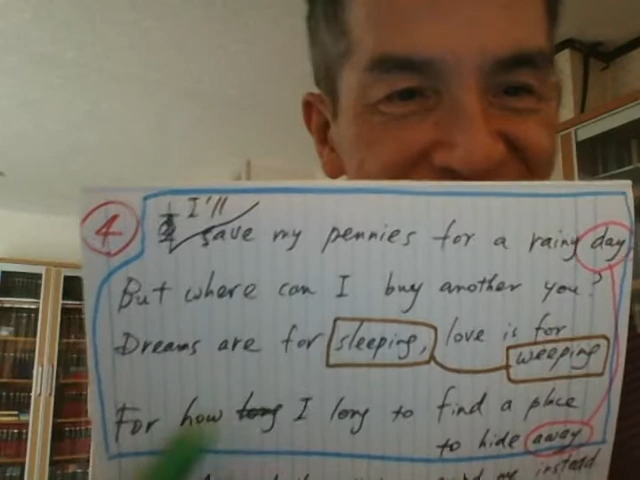 4
I'll
save my pennies for a rainy day
But where can I buy another you?
Dreams are for sleeping, love is for
weeping
For how long I long to find a place
to hide away
instead